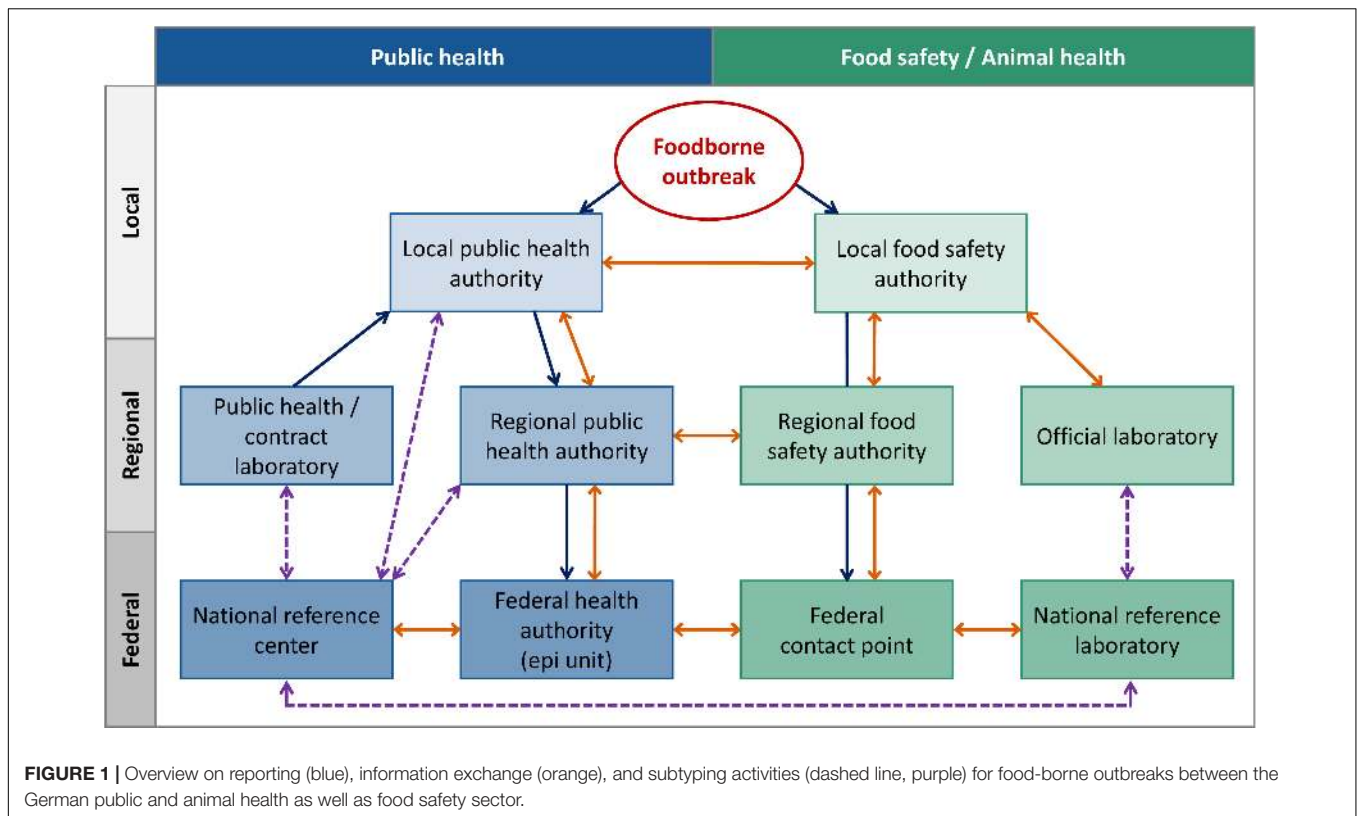 Public health
Food safety / Animal health
Local
Foodborne
outbreak
Local public health
authority
Local food safety
authority
Regional
Public health /
contract
laboratory
Regional public
health authority
Regional food
safety authority
Official laboratory
Federal
National reference
center
Federal health
authority
(epi unit)
Federal
contact point
National reference
laboratory
FIGURE 1 | Overview on reporting (blue), information exchange (orange), and subtyping activities (dashed line, purple) for food-borne outbreaks between the
German public and animal health as well as food safety sector.